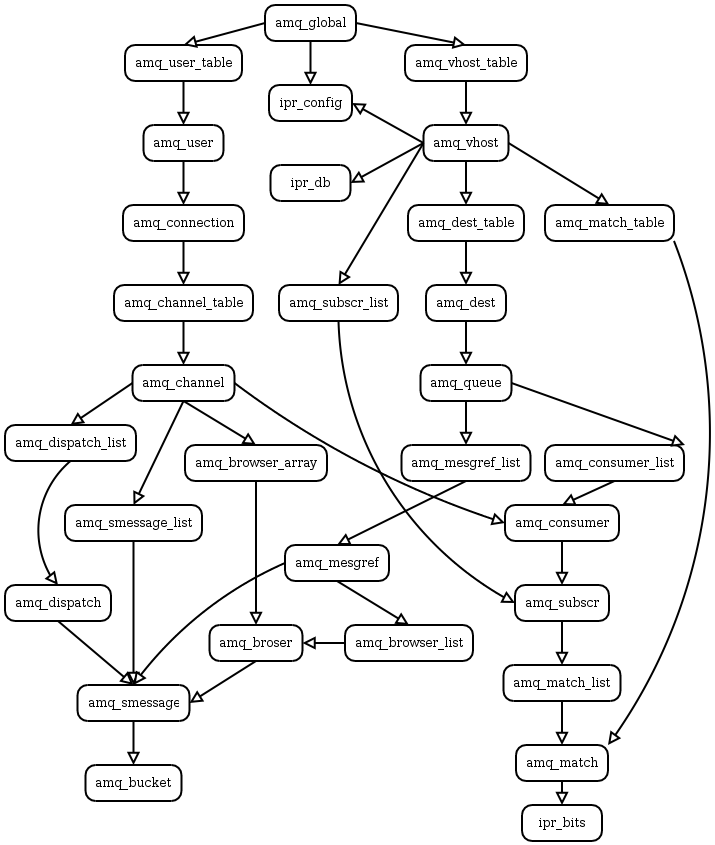 amq_global
amq_user_table
amq_vhost_table
ipr_config
amq_user
amq_vhost
ipr_db
amq_connection
amq_dest_table
amq_match_table
amq_channel_table
amq_subscr_list
amq_dest
amq_channel
amq_queue
amq_dispatch_list
amq_browser_array
amq_mesgref_list
amq_consumer_list
amq_smessage_list
amq_consumer
amq_mesgref
amq_dispatch
amq_subscr
amq_broser
amq_browser_list
amq_match_list
amq_smessage
amq_match
amq_bucket
ipr_bits